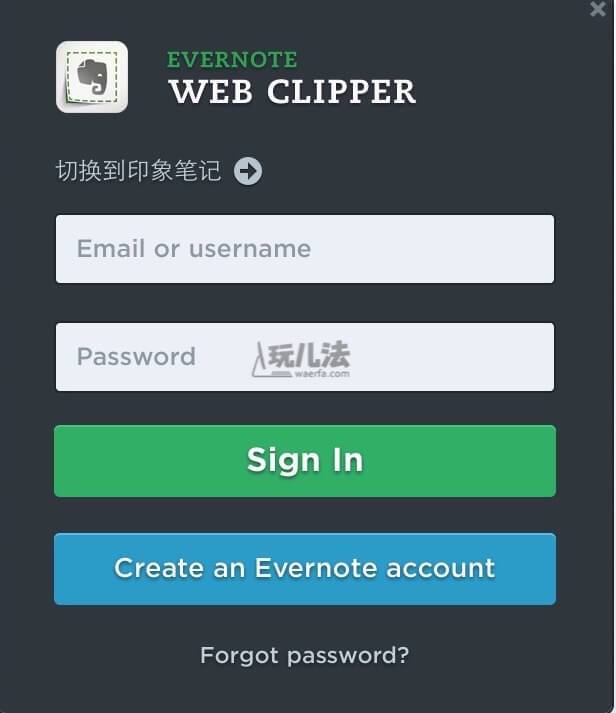 EVERNOTE
WEB CLIPPER
切换到印象笔记
Email or username
Password
玩儿法
waerfa.com
Sign In
Create an Evernote account
Forgot password?